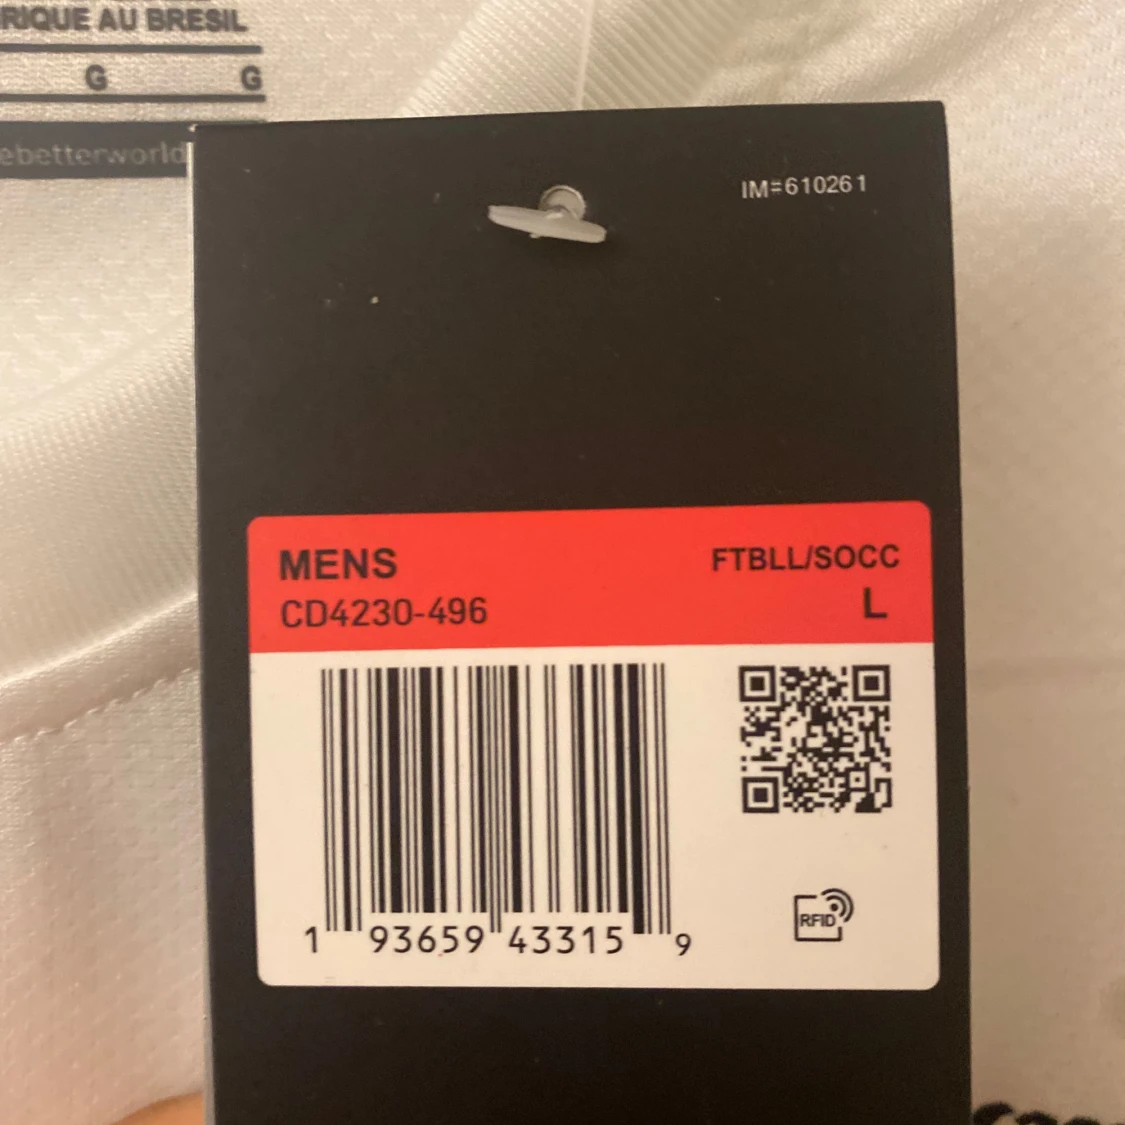 RIQUE AU BRESIL
G G
ebetterworld
IM=610261
MENS FTBLL/SOCC
CD4230-496 L
RFID
1 93659 43315 9